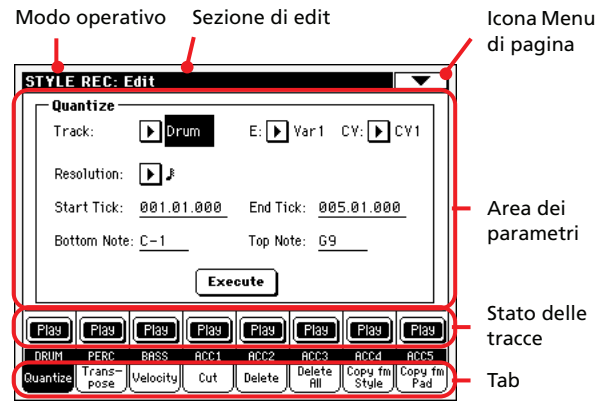 Modo operativo Sezione di edit Icona Menu di pagina
STYLE REC: Edit
Quantize
Track: Drum E: Var1 CV: CV1
Resolution:
Start Tick: 001.01.000 End Tick: 005.01.000
Bottom Note: C-1 Top Note: G9
Execute
Area dei parametri
Play Play Play Play Play Play Play Play
Stato delle tracce
DRUM PERC BASS ACC1 ACC2 ACC3 ACC4 ACC5
Quantize Trans-pose Velocity Cut Delete Delete All Copy fm Style Copy fm Pad
Tab